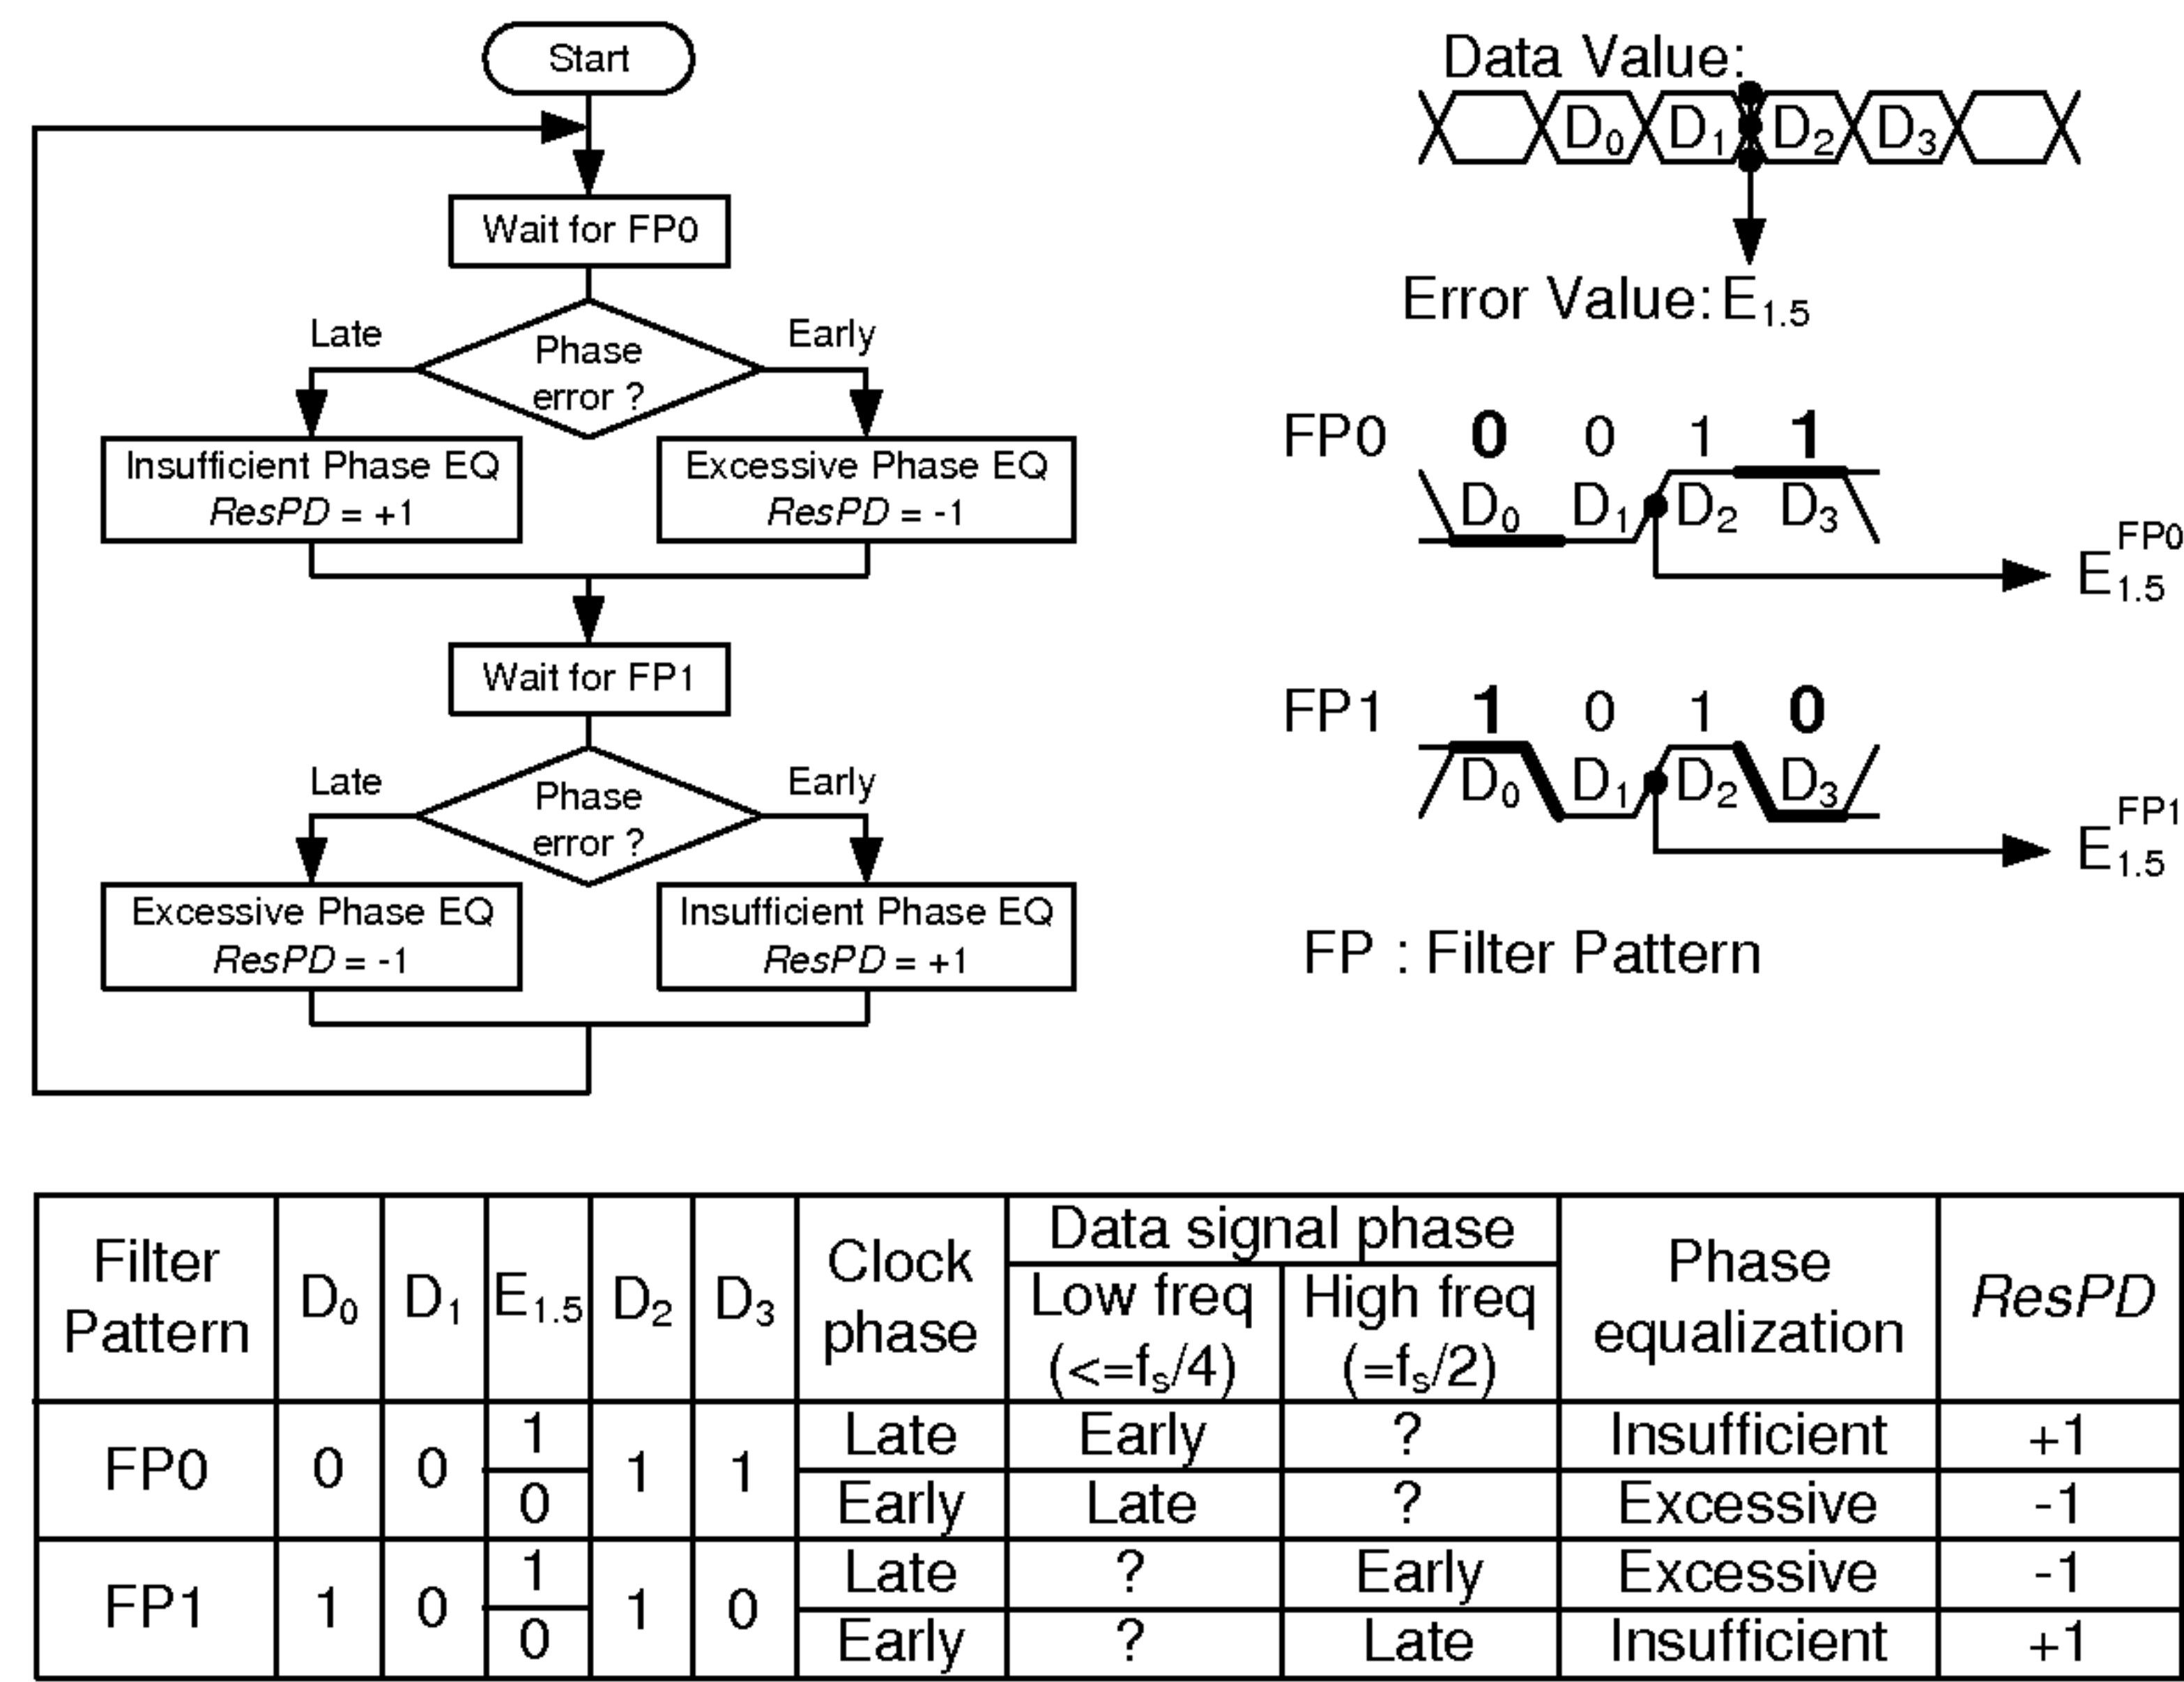 Start
Wait for FP0
Late
Early
Phase
error ?
Insufficient Phase EQ
ResPD = +1
Excessive Phase EQ
ResPD = -1
Wait for FP1
Late
Early
Phase
error ?
Excessive Phase EQ
ResPD = -1
Insufficient Phase EQ
ResPD = +1
Data Value:
D0 D1 D2 D3
Error Value: E1.5
FP0 0 0 1 1
D0 D1 D2 D3
E1.5 FP0
FP1 1 0 1 0
D0 D1 D2 D3
E1.5 FP1
FP : Filter Pattern
Filter
Pattern
D0
D1
E1.5
D2
D3
Clock
phase
Data signal phase
Low freq
(<=fs/4)
High freq
(=fs/2)
Phase
equalization
ResPD
FP0 0 0 1 1 1 Late Early ? Insufficient +1
0 Early Late ? Excessive -1
FP1 1 0 1 1 0 Late ? Early Excessive -1
0 Early ? Late Insufficient +1